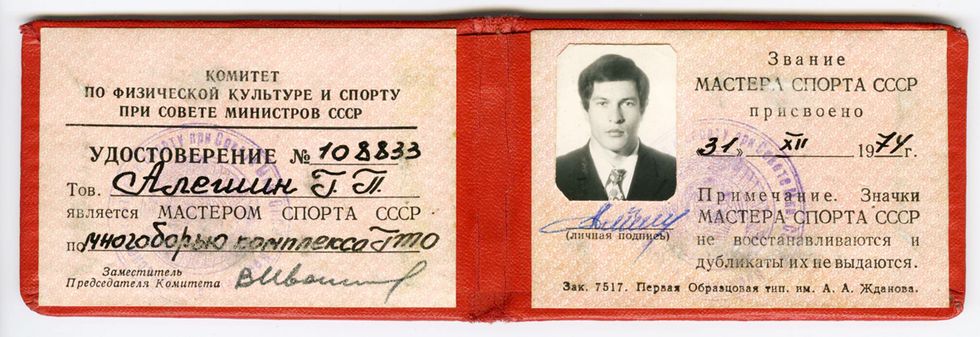 КОМИТЕТ
ПО ФИЗИЧЕСКОЙ КУЛЬТУРЕ И СПОРТУ
ПРИ СОВЕТЕ МИНИСТРОВ СССР
УДОСТОВЕРЕНИЕ № 108833
Тов. Алешин Г. П.
является МАСТЕРОМ СПОРТА СССР
по многоборью комплекса ГТО
Заместитель
Председателя Комитета
Звание
МАСТЕРА СПОРТА СССР
присвоено
„31„ XII 1974 г.
Примечание. Значки
МАСТЕРА СПОРТА СССР
не восстанавливаются и
дубликаты их не выдаются.
(личная подпись)
Зак. 7517. Первая Образцовая тип. им. А. А. Жданова.